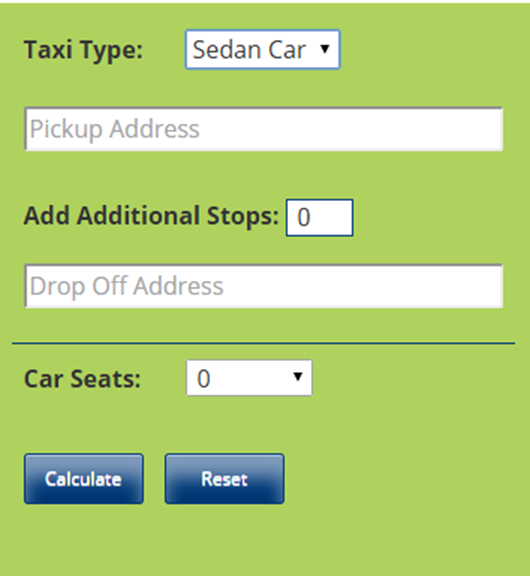 Taxi Type: Sedan Car
Pickup Address
Add Additional Stops: 0
Drop Off Address
Car Seats: 0
Calculate Reset